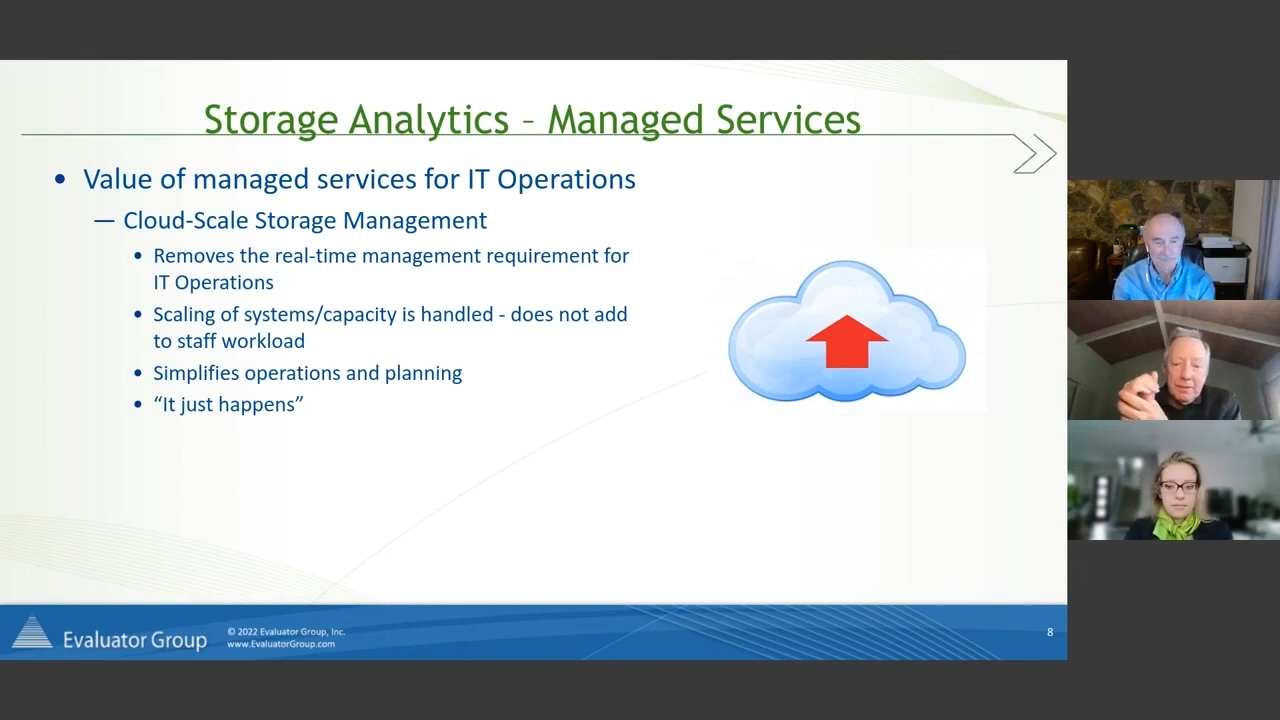 Storage Analytics – Managed Services
• Value of managed services for IT Operations
— Cloud-Scale Storage Management
• Removes the real-time management requirement for
IT Operations
• Scaling of systems/capacity is handled - does not add
to staff workload
• Simplifies operations and planning
• “It just happens”
Evaluator Group
© 2022 Evaluator Group, Inc.
www.EvaluatorGroup.com
8